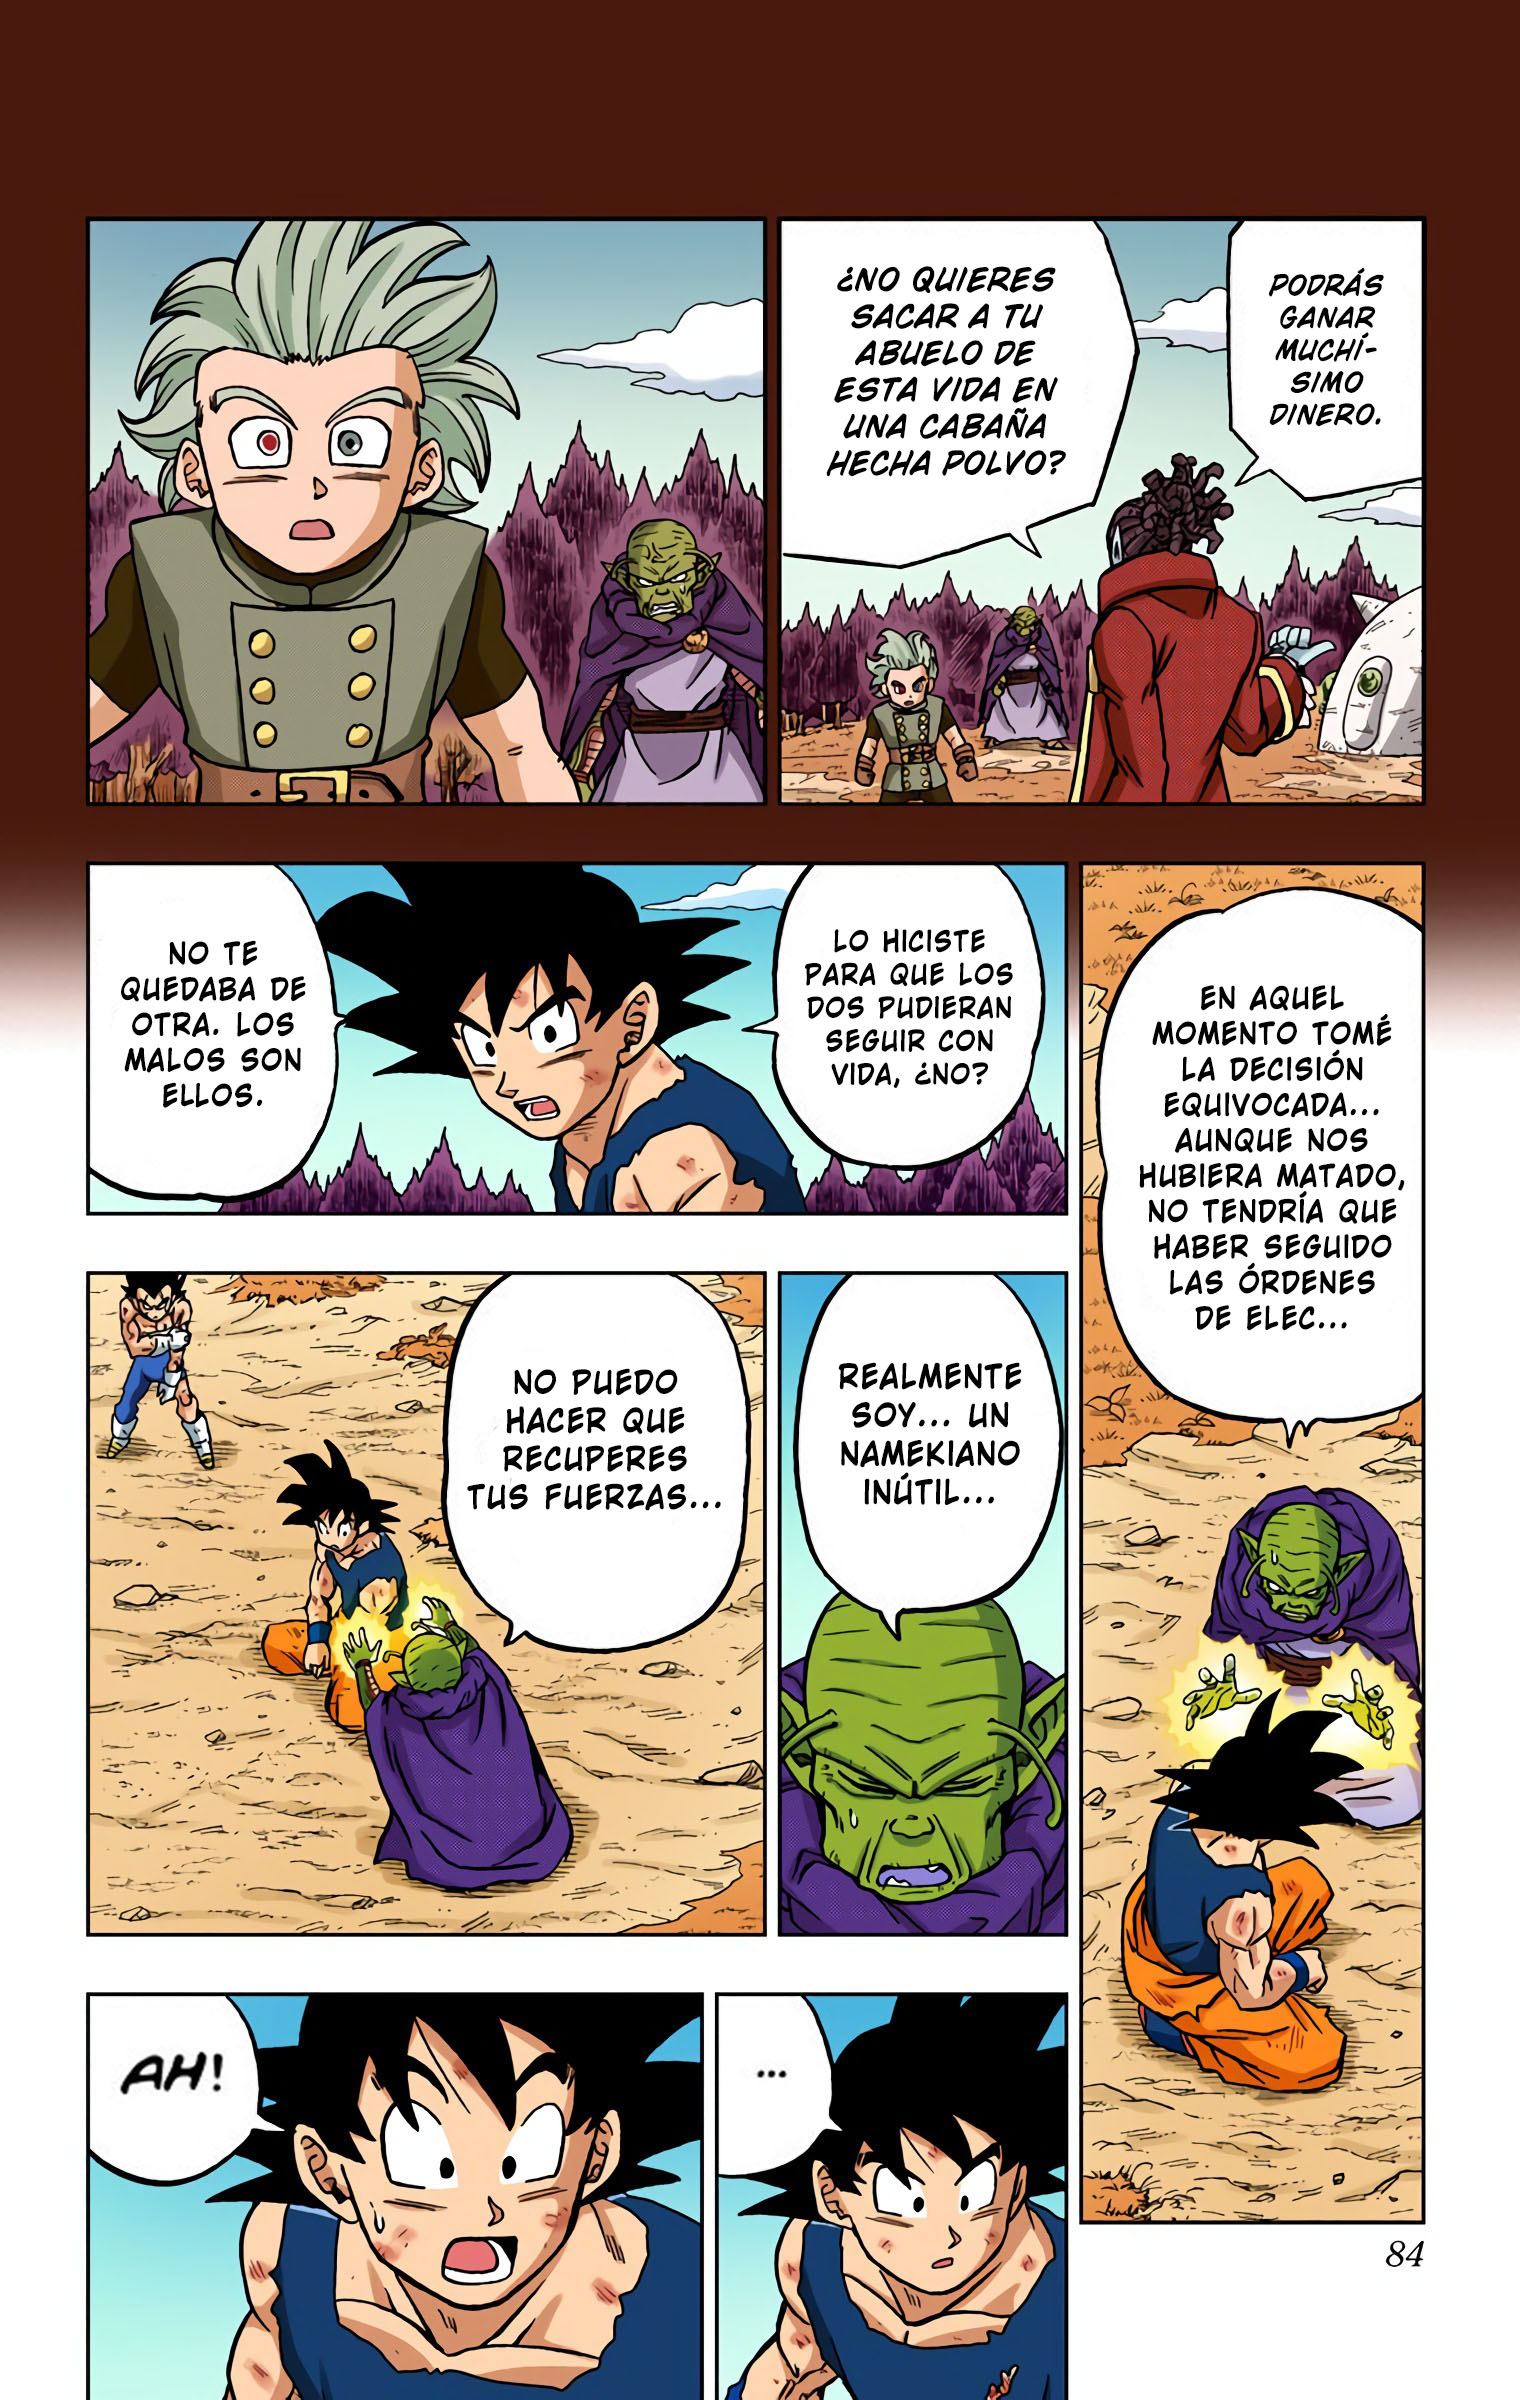 PODRÁS
GANAR
MUCHÍ-
SIMO
DINERO.
¿NO QUIERES
SACAR A TU
ABUELO DE
ESTA VIDA EN
UNA CABAÑA
HECHA POLVO?
EN AQUEL
MOMENTO TOMÉ
LA DECISIÓN
EQUIVOCADA...
AUNQUE NOS
HUBIERA MATADO,
NO TENDRÍA QUE
HABER SEGUIDO
LAS ÓRDENES
DE ELEC...
LO HICISTE
PARA QUE LOS
DOS PUDIERAN
SEGUIR CON
VIDA, ¿NO?
NO TE
QUEDABA DE
OTRA. LOS
MALOS SON
ELLOS.
REALMENTE
SOY... UN
NAMEKIANO
INÚTIL...
NO PUEDO
HACER QUE
RECUPERES
TUS FUERZAS...
...
AH!
84